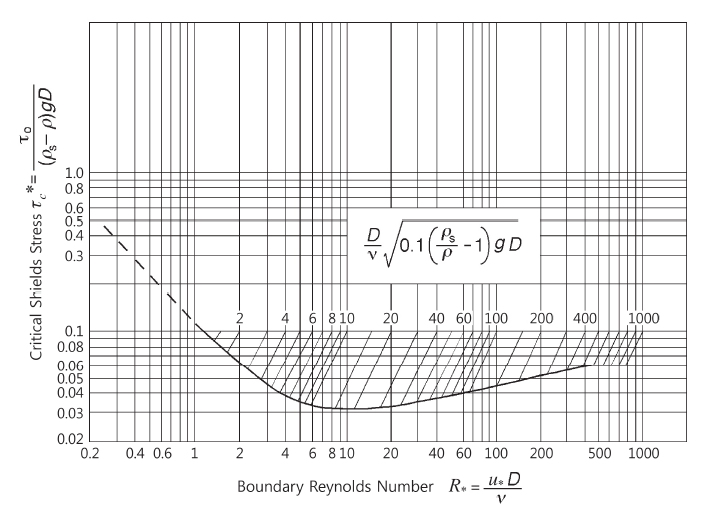 Critical Shields Stress τc*= τo / (ρs − ρ)gD
1.0
0.8
0.6
0.5
0.4
0.3
D/ν √0.1(ρs/ρ -1) g D
2 4 6 8 10 20 40 60 100 200 400 1000
0.1
0.08
0.06
0.05
0.04
0.03
0.02
0.2 0.4 0.6 1 2 4 6 8 10 20 40 60 100 200 500 1000
Boundary Reynolds Number R* = u* D / ν